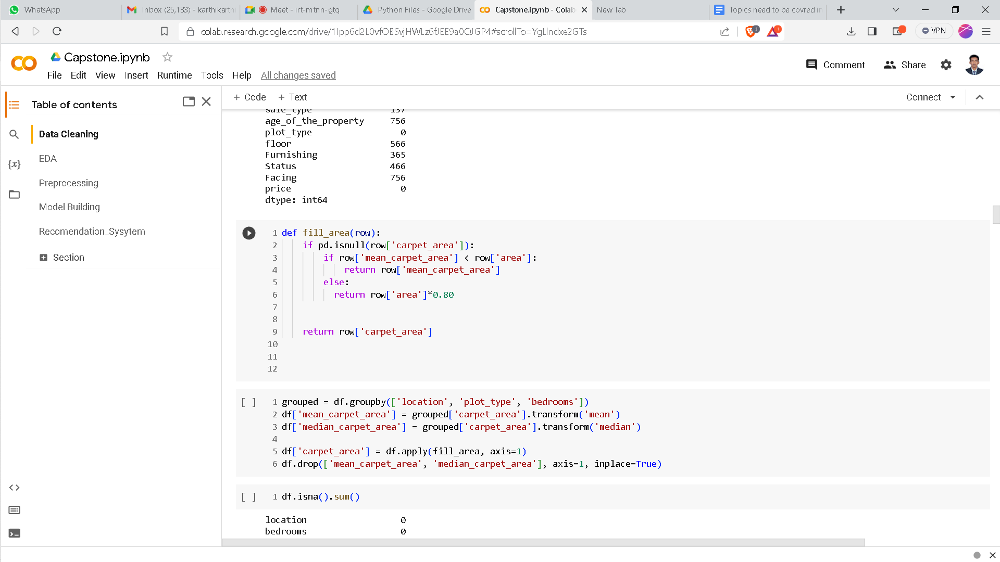 WhatsApp
Inbox (25,133) - karthikarthi
Meet - irt-mtnn-gtq
Python Files - Google Drive
Capstone.ipynb - Colab
New Tab
Topics need to be covred in
colab.research.google.com/drive/1Ipp6d2L0vfOBSvjHWLz6fJEE9a0OJGP4#scrollTo=YgLlndxe2GTs
2
1
VPN
Capstone.ipynb
Comment
Share
File Edit View Insert Runtime Tools Help All changes saved
Table of contents
+ Code + Text
Connect
Data Cleaning
EDA
Preprocessing
Model Building
Recomendation_Sysytem
Section
{x}
sale_type 137
age_of_the_property 756
plot_type 0
floor 566
Furnishing 365
Status 466
Facing 756
price 0
dtype: int64
1 def fill_area(row):
2 if pd.isnull(row['carpet_area']):
3 if row['mean_carpet_area'] < row['area']:
4 return row['mean_carpet_area']
5 else:
6 return row['area']*0.80
7
8
9 return row['carpet_area']
10
11
12
[ ] 1 grouped = df.groupby(['location', 'plot_type', 'bedrooms'])
2 df['mean_carpet_area'] = grouped['carpet_area'].transform('mean')
3 df['median_carpet_area'] = grouped['carpet_area'].transform('median')
4
5 df['carpet_area'] = df.apply(fill_area, axis=1)
6 df.drop(['mean_carpet_area', 'median_carpet_area'], axis=1, inplace=True)
[ ] 1 df.isna().sum()
location 0
bedrooms 0